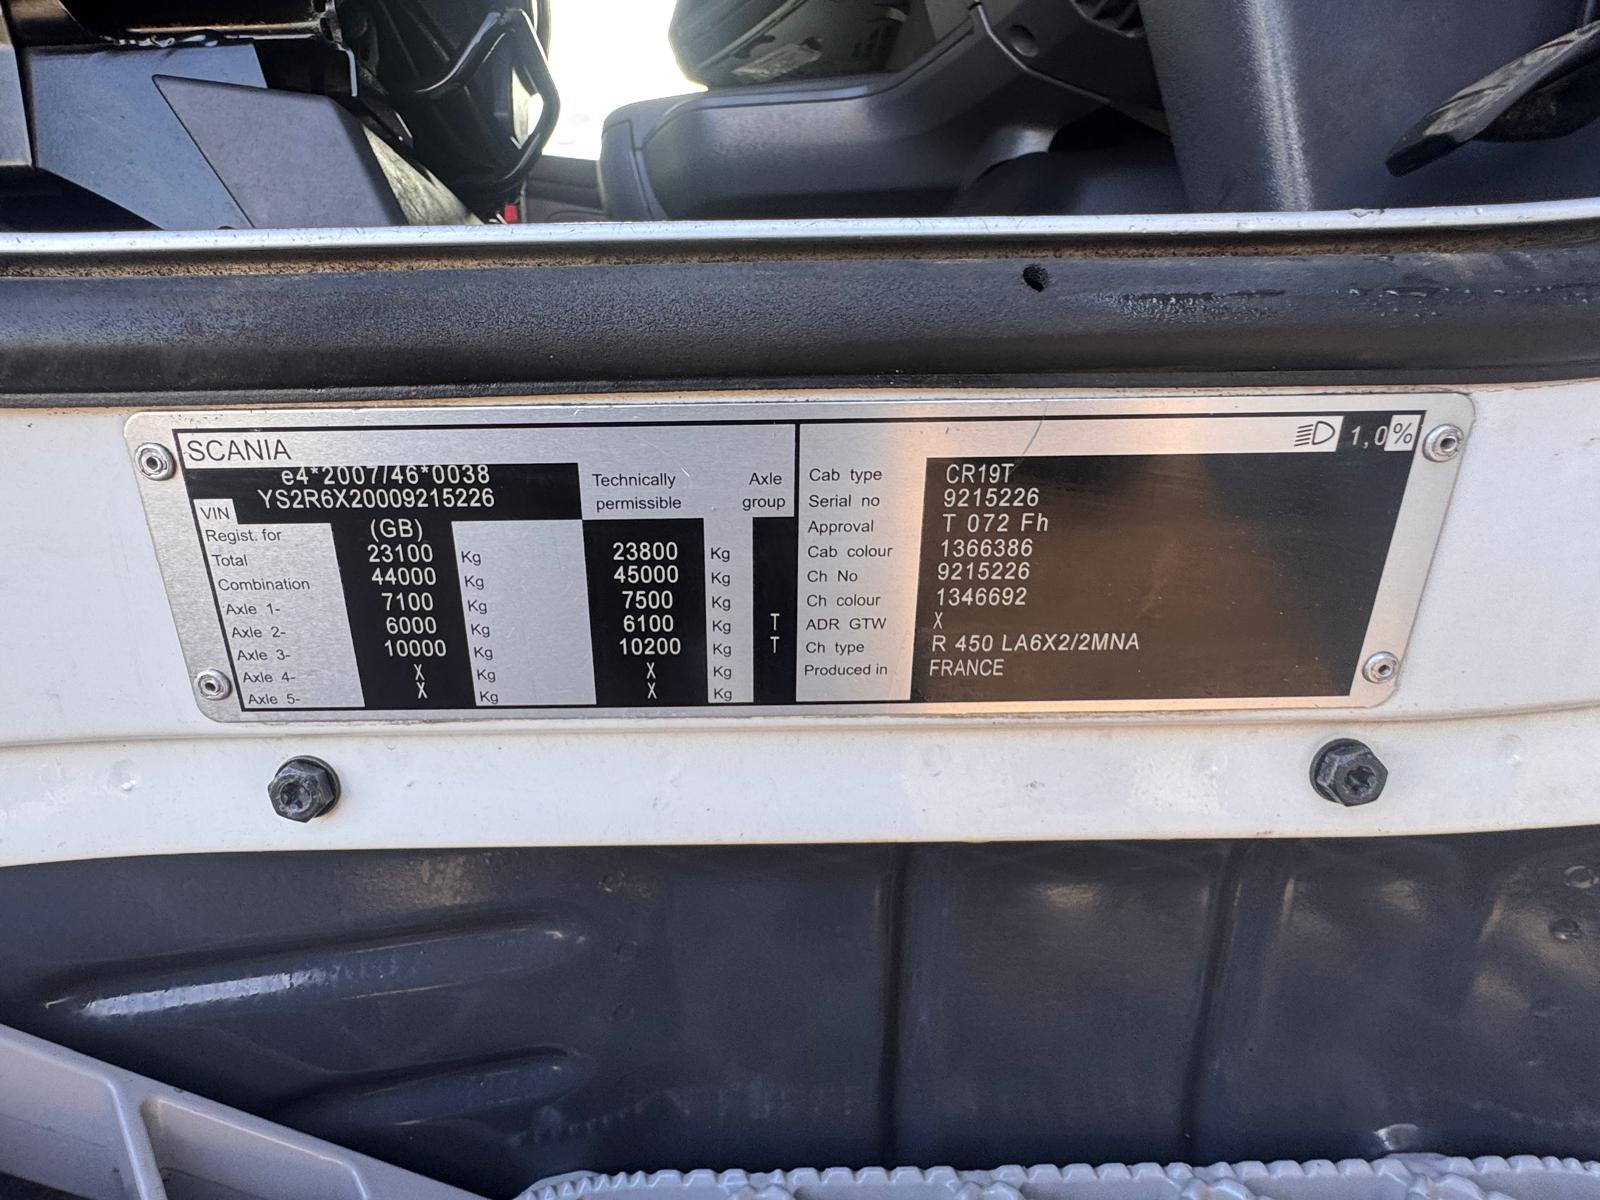 SCANIA
e4*2007/46*0038
VIN YS2R6X20009215226
Technically permissible
Axle group
Regist. for (GB)
Total 23100 Kg 23800 Kg
Combination 44000 Kg 45000 Kg
Axle 1- 7100 Kg 7500 Kg
Axle 2- 6000 Kg 6100 Kg T
Axle 3- 10000 Kg 10200 Kg T
Axle 4- X Kg X Kg
Axle 5- X Kg X Kg
1,0%
Cab type CR19T
Serial no 9215226
Approval T 072 Fh
Cab colour 1366386
Ch No 9215226
Ch colour 1346692
ADR GTW X
Ch type R 450 LA6X2/2MNA
Produced in FRANCE